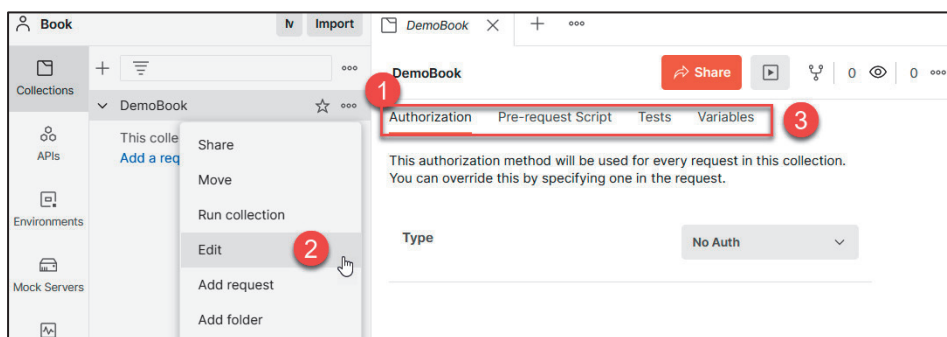 Book
Import
DemoBook
Collections
DemoBook
Share
0
0
DemoBook
1
Authorization Pre-request Script Tests Variables
3
APIs
This colle
Add a req
Share
Move
Run collection
Edit
2
Add request
Add folder
This authorization method will be used for every request in this collection.
You can override this by specifying one in the request.
Environments
Type
No Auth
Mock Servers